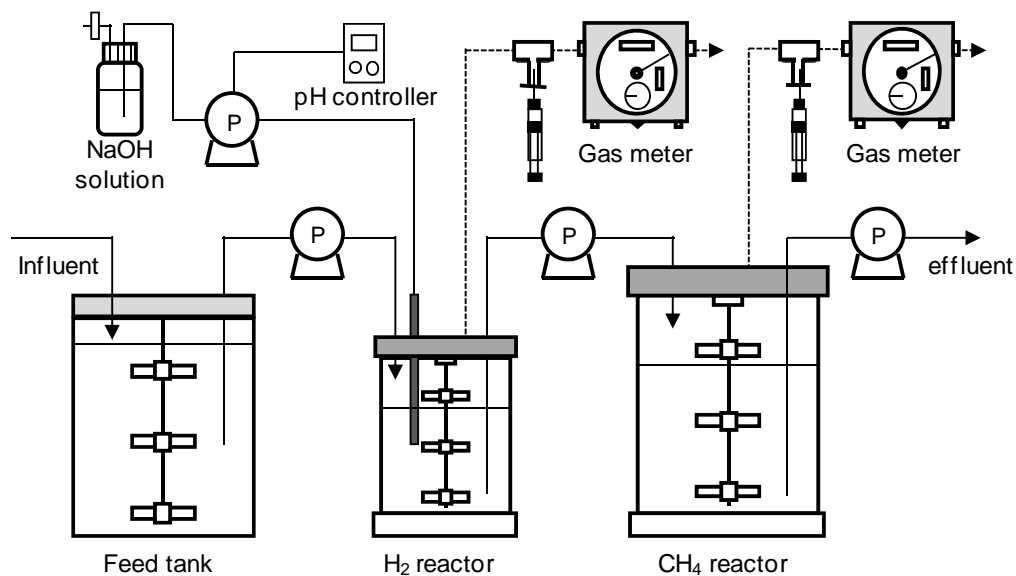 pH controller
P
NaOH
solution
Gas meter
Gas meter
P
P
P
Influent
effluent
Feed tank
H₂ reactor
CH₄ reactor